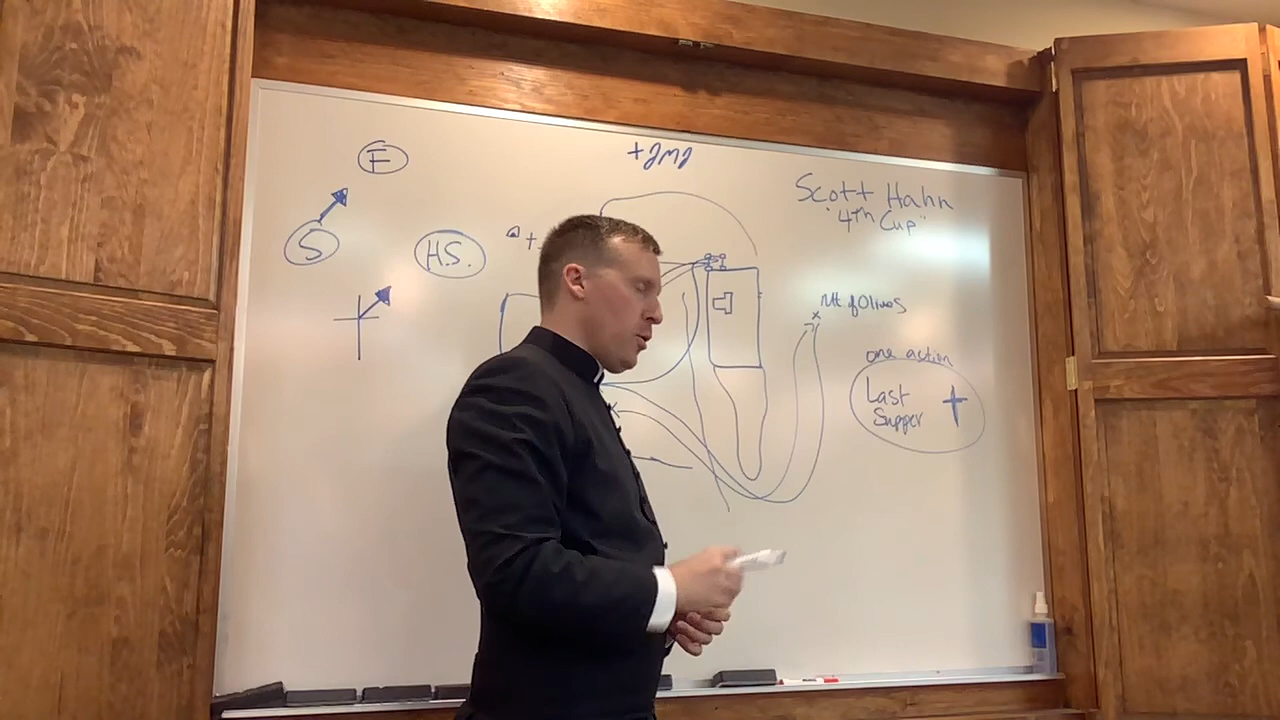 +JMJ
F
S
H.S.
Scott Hahn
"4th Cup"
Mt. of Olives
one action
Last
Supper